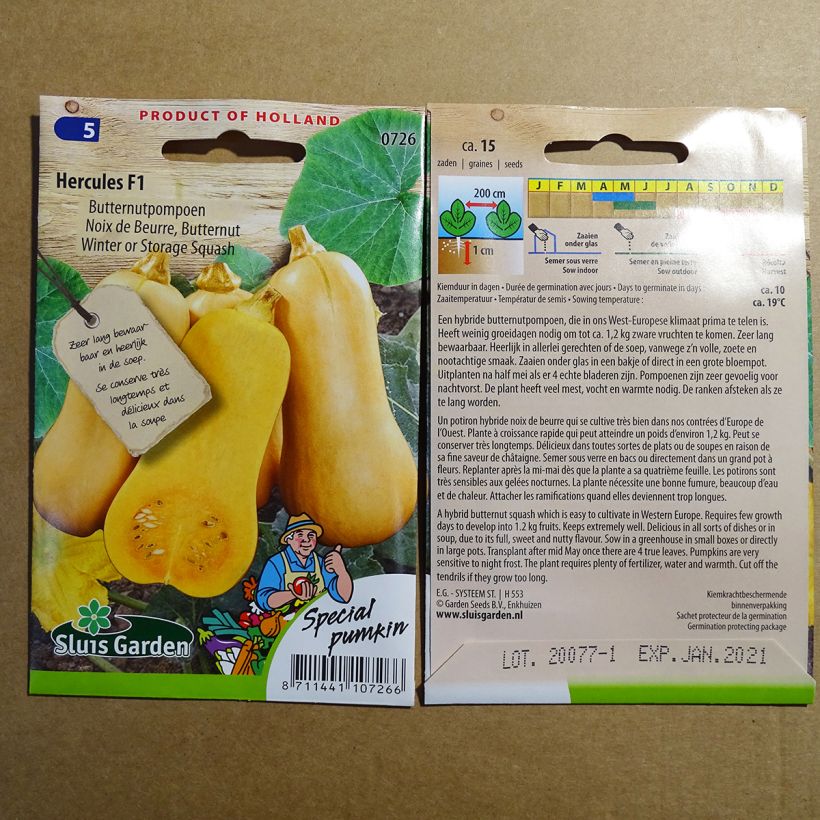 PRODUCT OF HOLLAND
5
0726
Hercules F1
Butternutpompoen
Noix de Beurre, Butternut
Winter or Storage Squash
Zeer lang bewaar-
baar en heerlijk
in de soep.
Se conserve très
longtemps et
délicieux dans
la soupe
Sluis Garden
Special
pumkin
8 711441 107266
ca. 15
zaden | graines | seeds
J F M A M J J A S O N D
200 cm
1 cm
Zaaien
onder glas
Semer sous verre
Sow indoor
Zaaien
Semer en pleine terre
Sow outdoor
Récolte
Harvest
Kiemduur in dagen • Durée de germination avec jours • Days to germinate in days : ca. 10
Zaaitemperatuur • Températur de semis • Sowing temperature : ca. 19°C
Een hybride butternutpompoen, die in ons West-Europese klimaat prima te telen is.
Heeft weinig groeidagen nodig om tot ca. 1,2 kg zware vruchten te komen. Zeer lang
bewaarbaar. Heerlijk in allerlei gerechten of de soep, vanwege z'n volle, zoete en
nootachtige smaak. Zaaien onder glas in een bakje of direct in een grote bloempot.
Uitplanten na half mei als er 4 echte bladeren zijn. Pompoenen zijn zeer gevoelig voor
nachtvorst. De plant heeft veel mest, vocht en warmte nodig. De ranken afsteken als ze
te lang worden.
Un potiron hybride noix de beurre qui se cultive très bien dans nos contrées d'Europe de
l'Ouest. Plante à croissance rapide qui peut atteindre un poids d'environ 1,2 kg. Peut se
conserver très longtemps. Délicieux dans toutes sortes de plats ou de soupes en raison de
sa fine saveur de châtaigne. Semer sous verre en bacs ou directement dans un grand pot à
fleurs. Replanter après la mi-mai dès que la plante a sa quatrième feuille. Les potirons sont
très sensibles aux gelées nocturnes. La plante nécessite une bonne fumure, beaucoup d'eau
et de chaleur. Attacher les ramifications quand elles deviennent trop longues.
A hybrid butternut squash which is easy to cultivate in Western Europe. Requires few growth
days to develop into 1.2 kg fruits. Keeps extremely well. Delicious in all sorts of dishes or in
soup, due to its full, sweet and nutty flavour. Sow in a greenhouse in small boxes or directly
in large pots. Transplant after mid May once there are 4 true leaves. Pumpkins are very
sensitive to night frost. The plant requires plenty of fertilizer, water and warmth. Cut off the
tendrils if they grow too long.
E.G. - SYSTEEM ST. | H 553
© Garden Seeds B.V., Enkhuizen
www.sluisgarden.nl
Kiemkrachtbeschermende
binnenverpakking
Sachet protecteur de la germination
Germination protecting package
LOT. 20077-1 EXP.JAN.2021